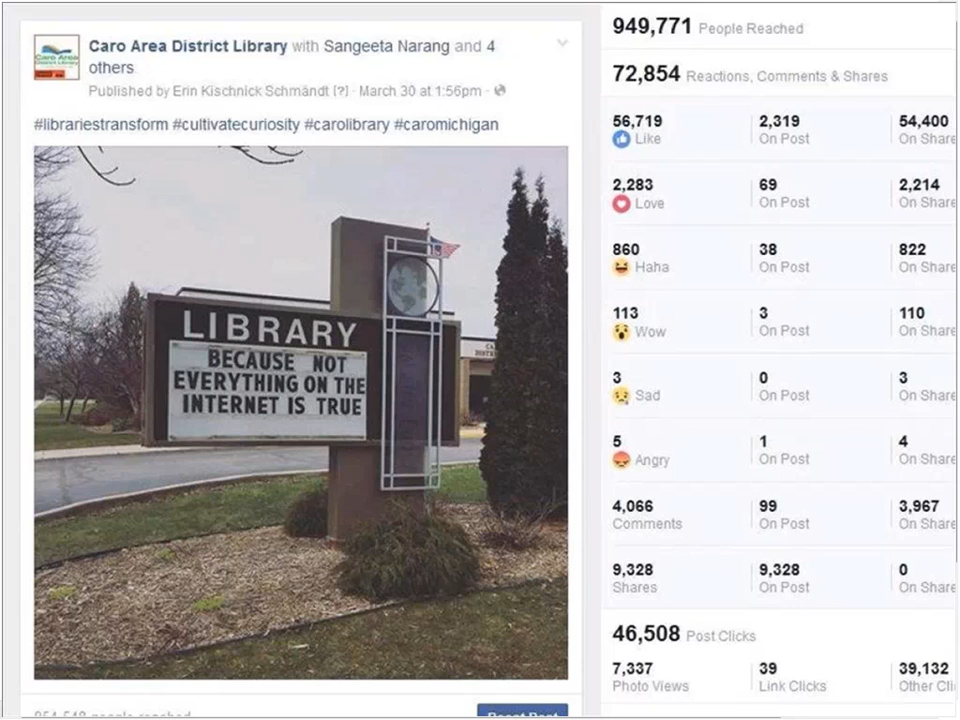 Caro Area District Library with Sangeeta Narang and 4
others
Published by Erin Kischnick Schmandt [?] · March 30 at 1:56pm ·
#librariestransform #cultivatecuriosity #carolibrary #caromichigan
LIBRARY
BECAUSE NOT
EVERYTHING ON THE
INTERNET IS TRUE
949,771 People Reached
72,854 Reactions, Comments & Shares
56,719 2,319 54,400
Like On Post On Share
2,283 69 2,214
Love On Post On Share
860 38 822
Haha On Post On Share
113 3 110
Wow On Post On Share
3 0 3
Sad On Post On Share
5 1 4
Angry On Post On Share
4,066 99 3,967
Comments On Post On Share
9,328 9,328 0
Shares On Post On Share
46,508 Post Clicks
7,337 39 39,132
Photo Views Link Clicks Other Cli